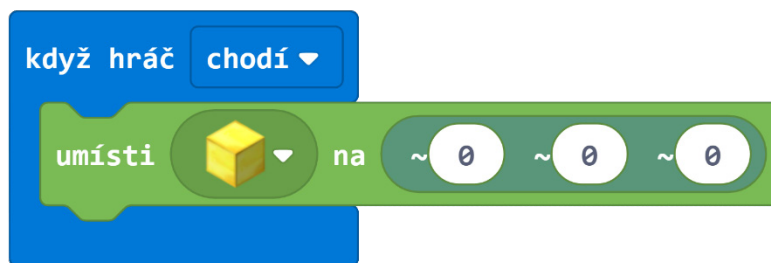 když hráč chodí
umísti na ~ 0 ~ 0 ~ 0